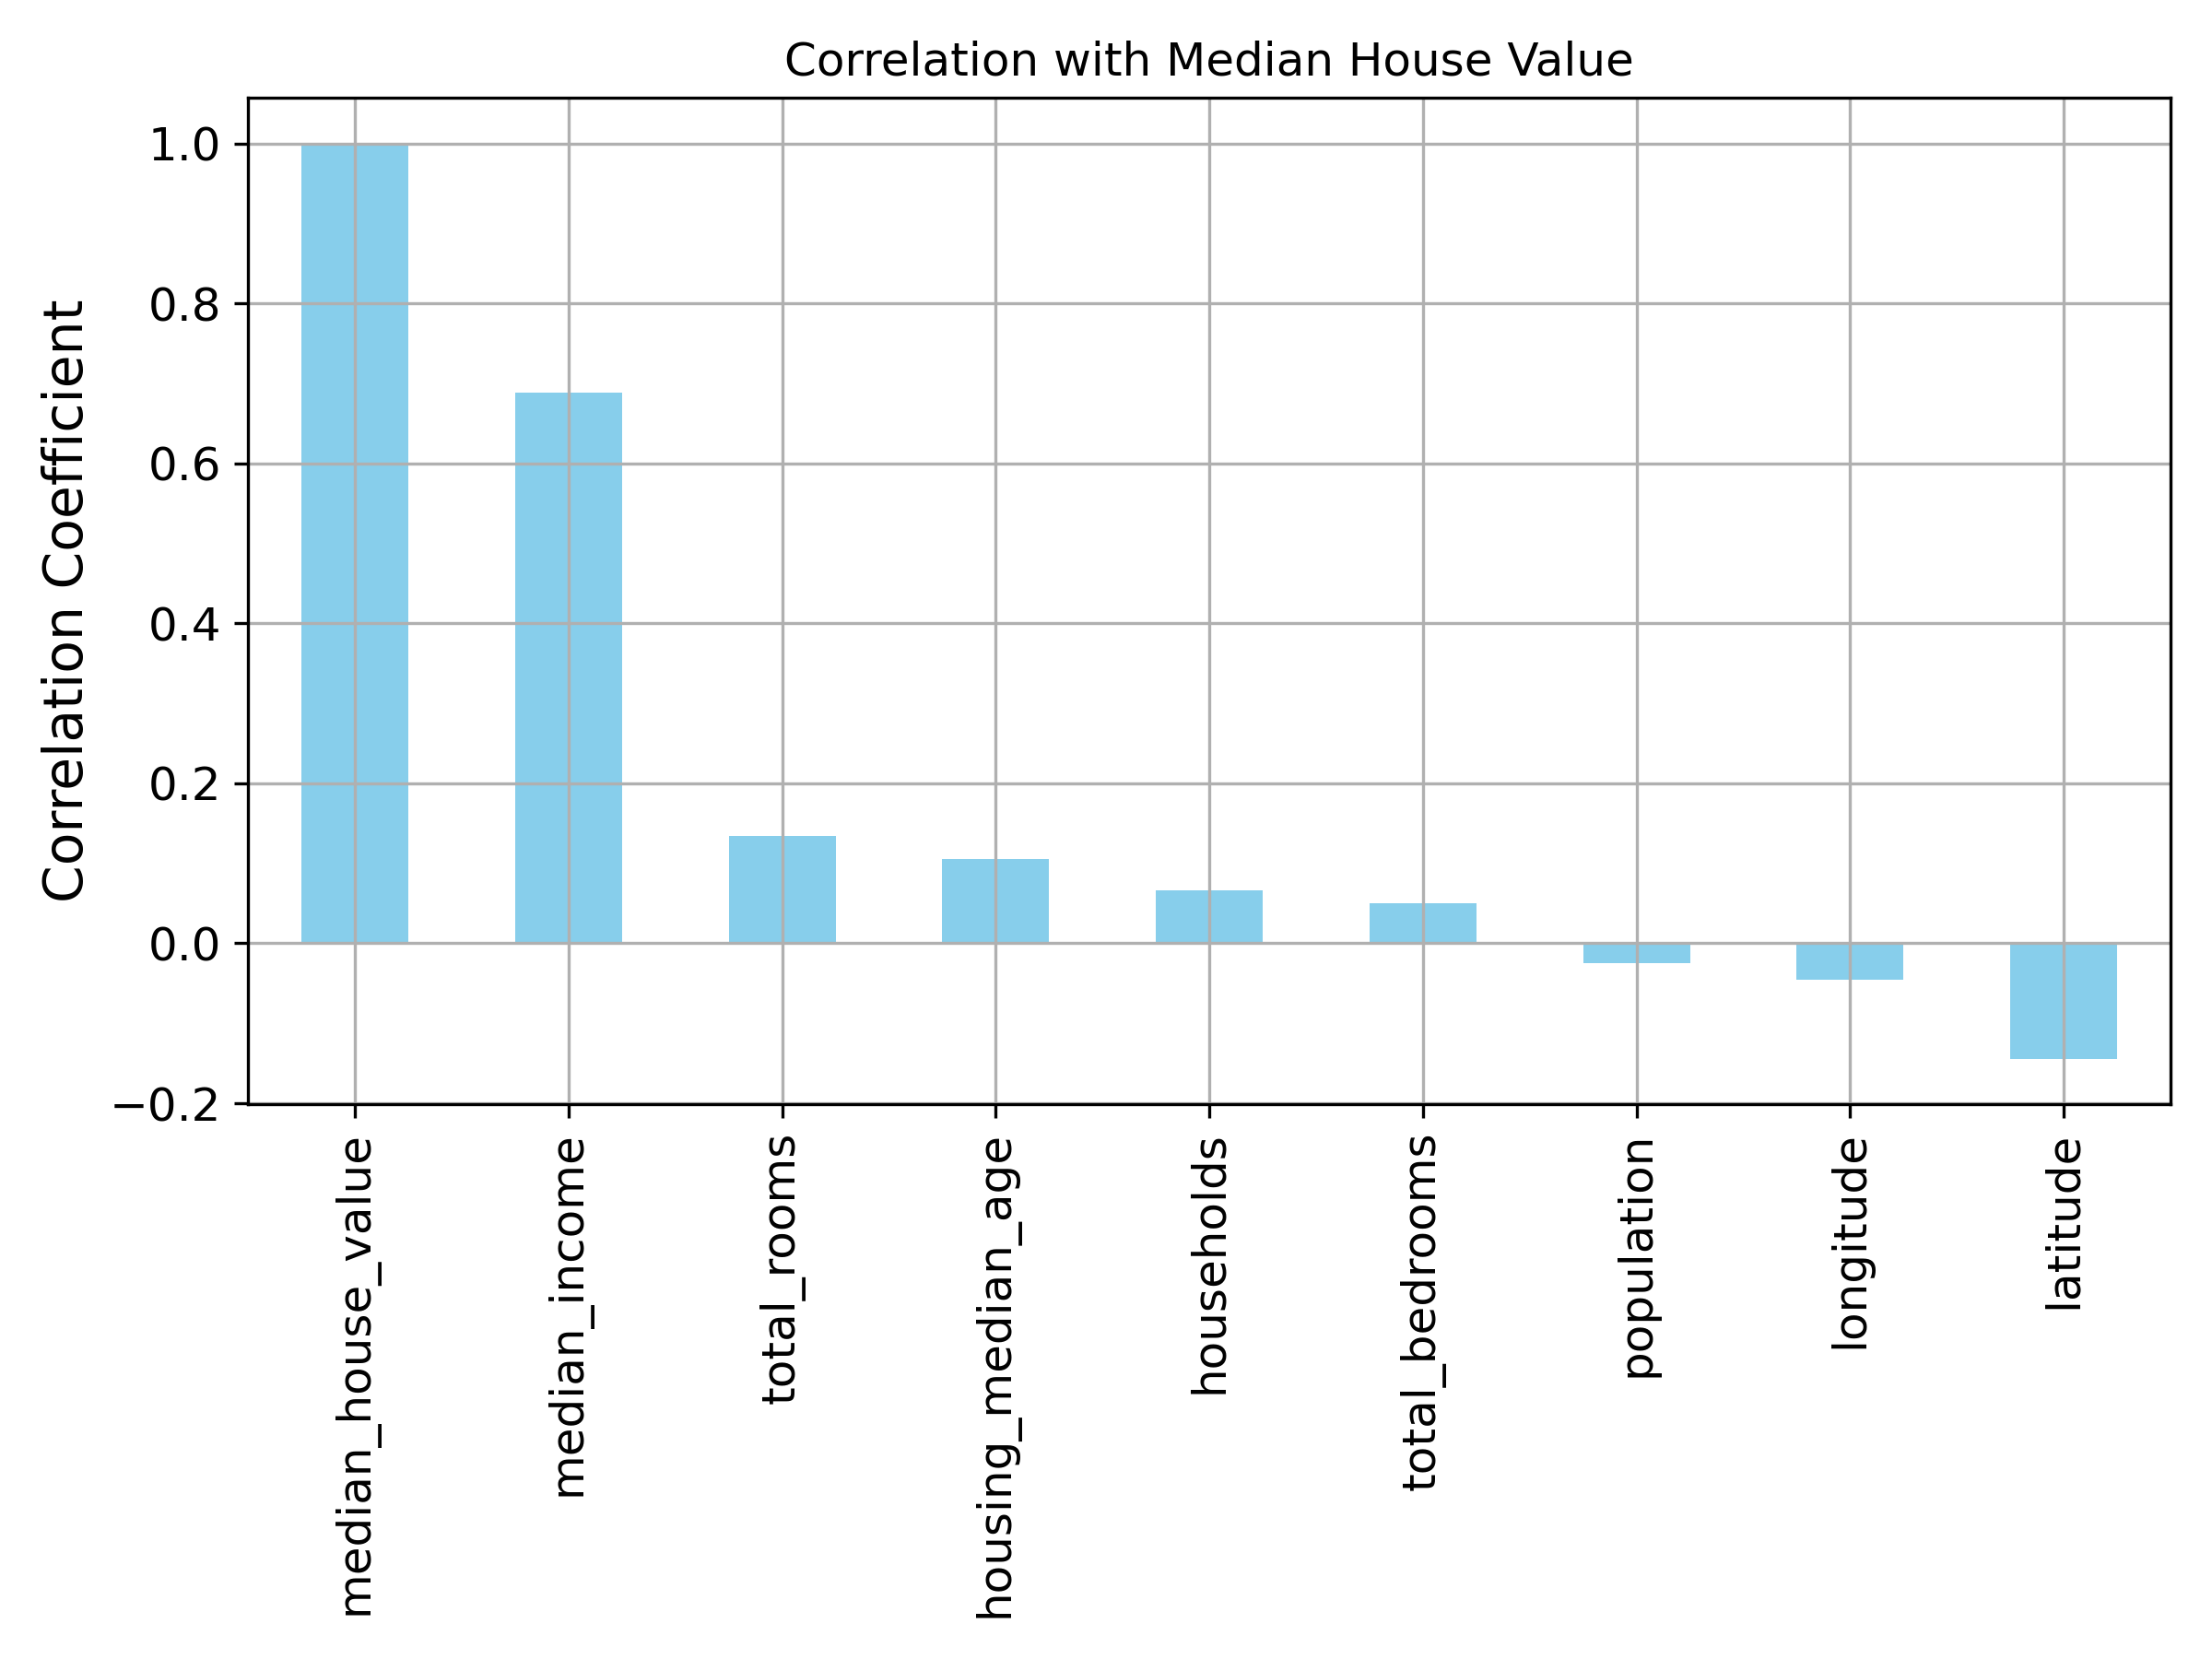 Correlation with Median House Value
Correlation Coefficient
1.0
0.8
0.6
0.4
0.2
0.0
−0.2
median_house_value
median_income
total_rooms
housing_median_age
households
total_bedrooms
population
longitude
latitude